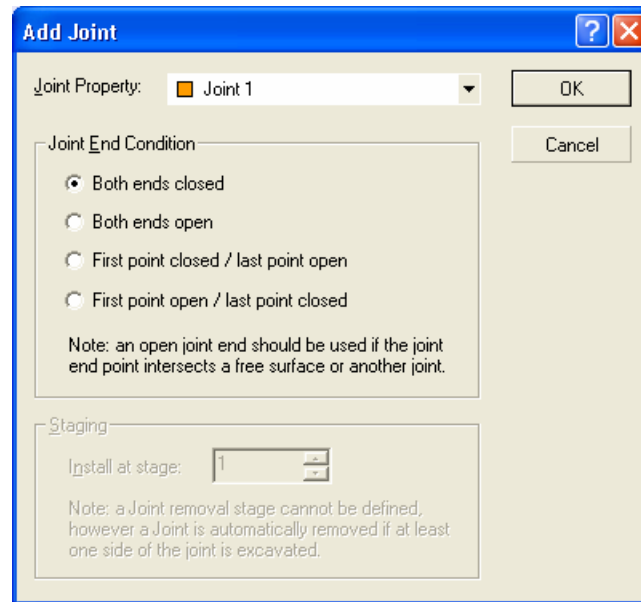 Add Joint
Joint Property: Joint 1
OK
Cancel
Joint End Condition
Both ends closed
Both ends open
First point closed / last point open
First point open / last point closed
Note: an open joint end should be used if the joint
end point intersects a free surface or another joint.
Staging
Install at stage: 1
Note: a Joint removal stage cannot be defined,
however a Joint is automatically removed if at least
one side of the joint is excavated.